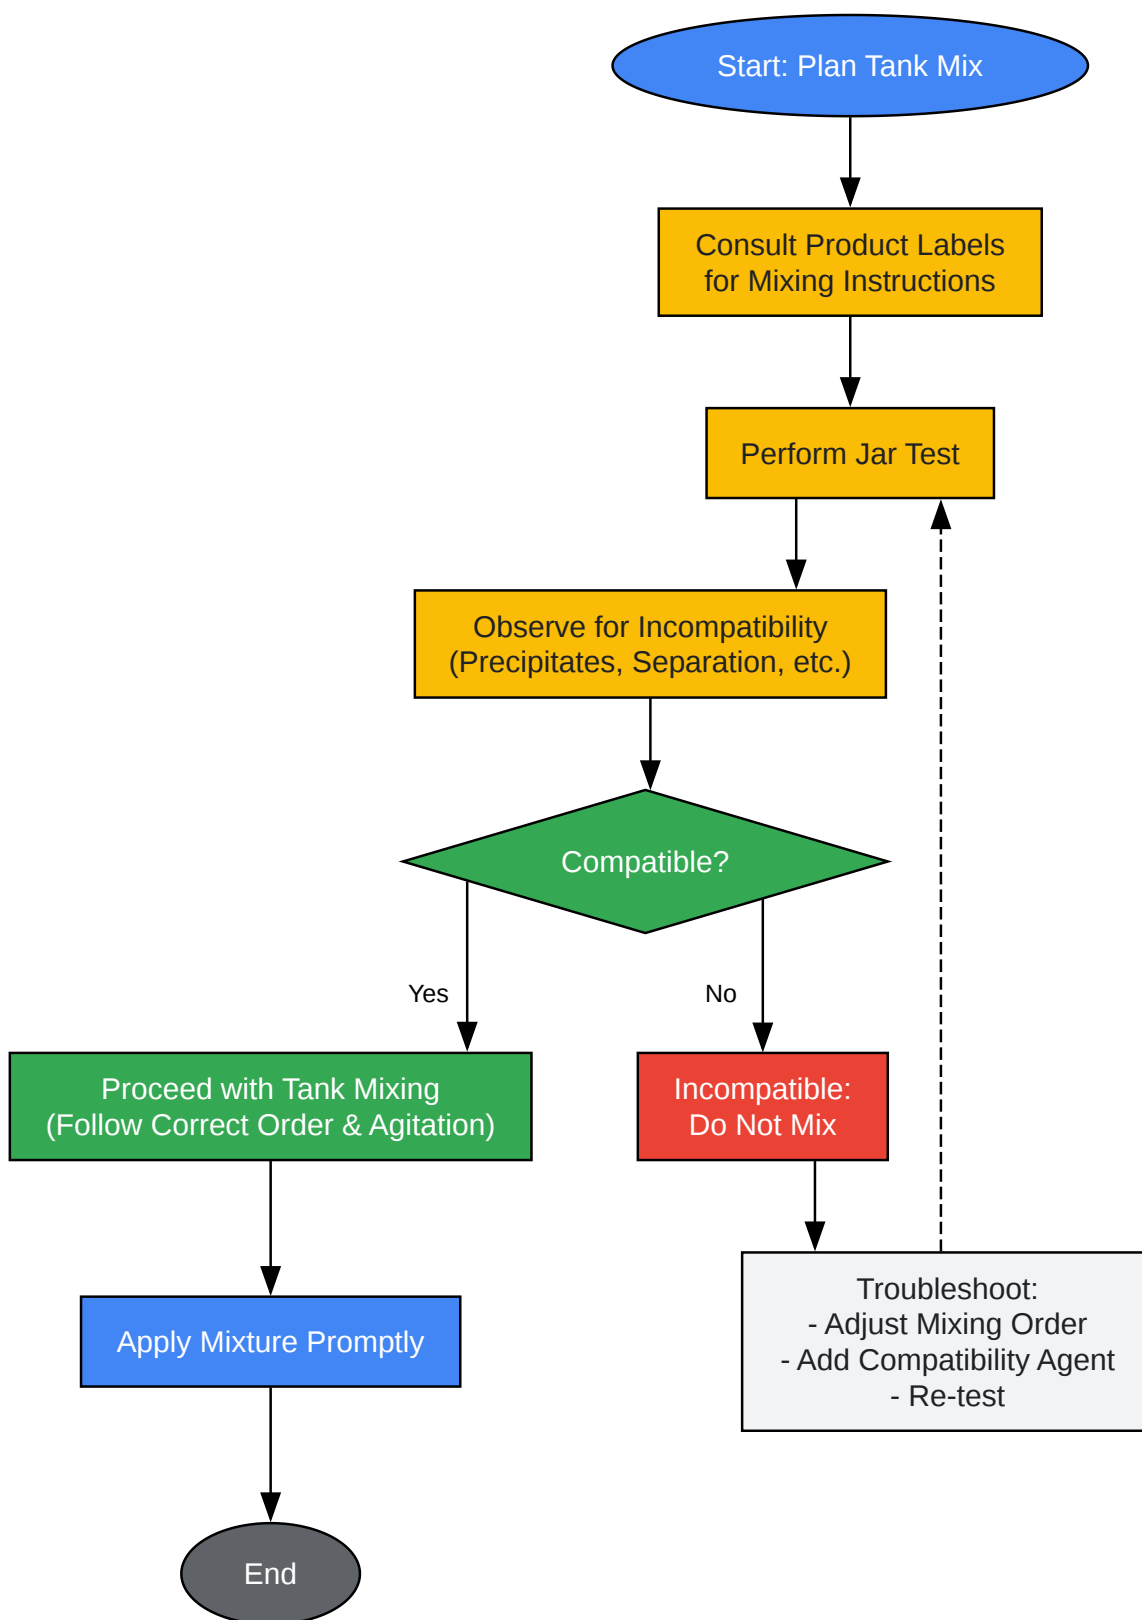 Start: Plan Tank Mix
Consult Product Labels
for Mixing Instructions
Perform Jar Test
Observe for Incompatibility
(Precipitates, Separation, etc.)
Compatible?
Yes
No
Proceed with Tank Mixing
(Follow Correct Order & Agitation)
Incompatible:
Do Not Mix
Troubleshoot:
- Adjust Mixing Order
- Add Compatibility Agent
- Re-test
Apply Mixture Promptly
End